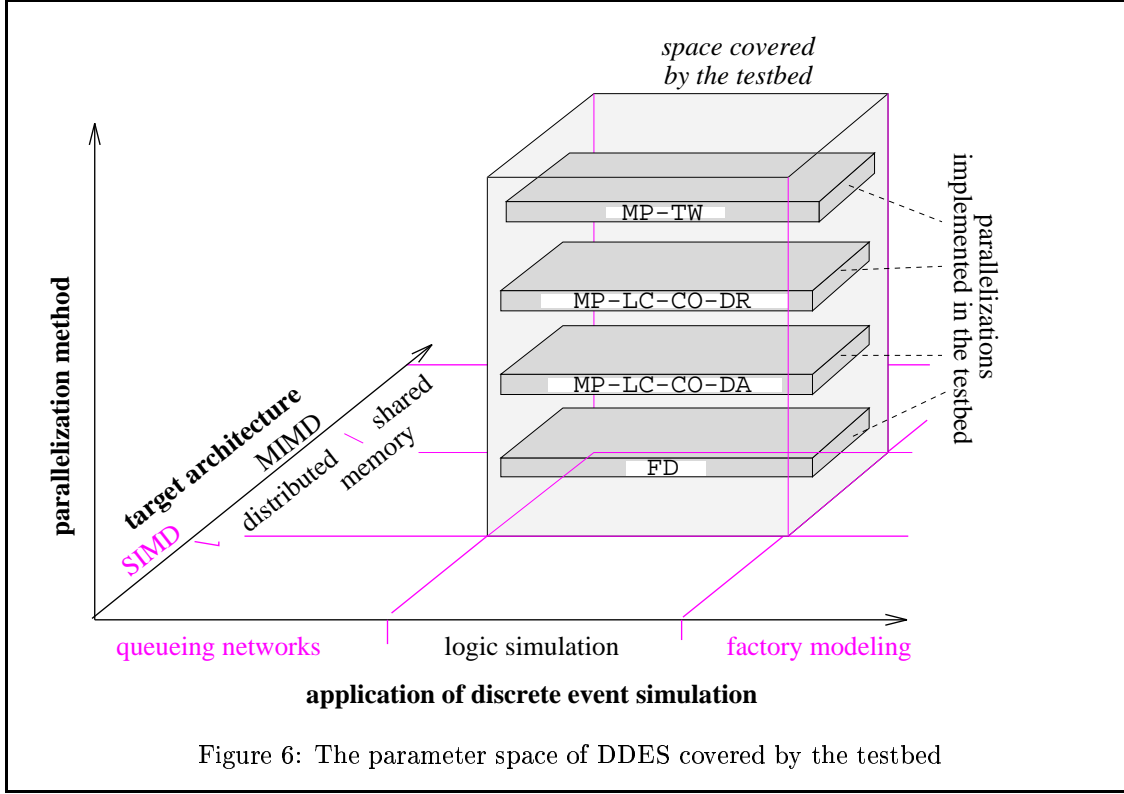 space covered
by the testbed
MP-TW
MP-LC-CO-DR
MP-LC-CO-DA
FD
parallelizations
implemented in the testbed
parallelization method
target architecture
SIMD
MIMD
distributed
shared
memory
queueing networks
logic simulation
factory modeling
application of discrete event simulation
Figure 6: The parameter space of DDES covered by the testbed